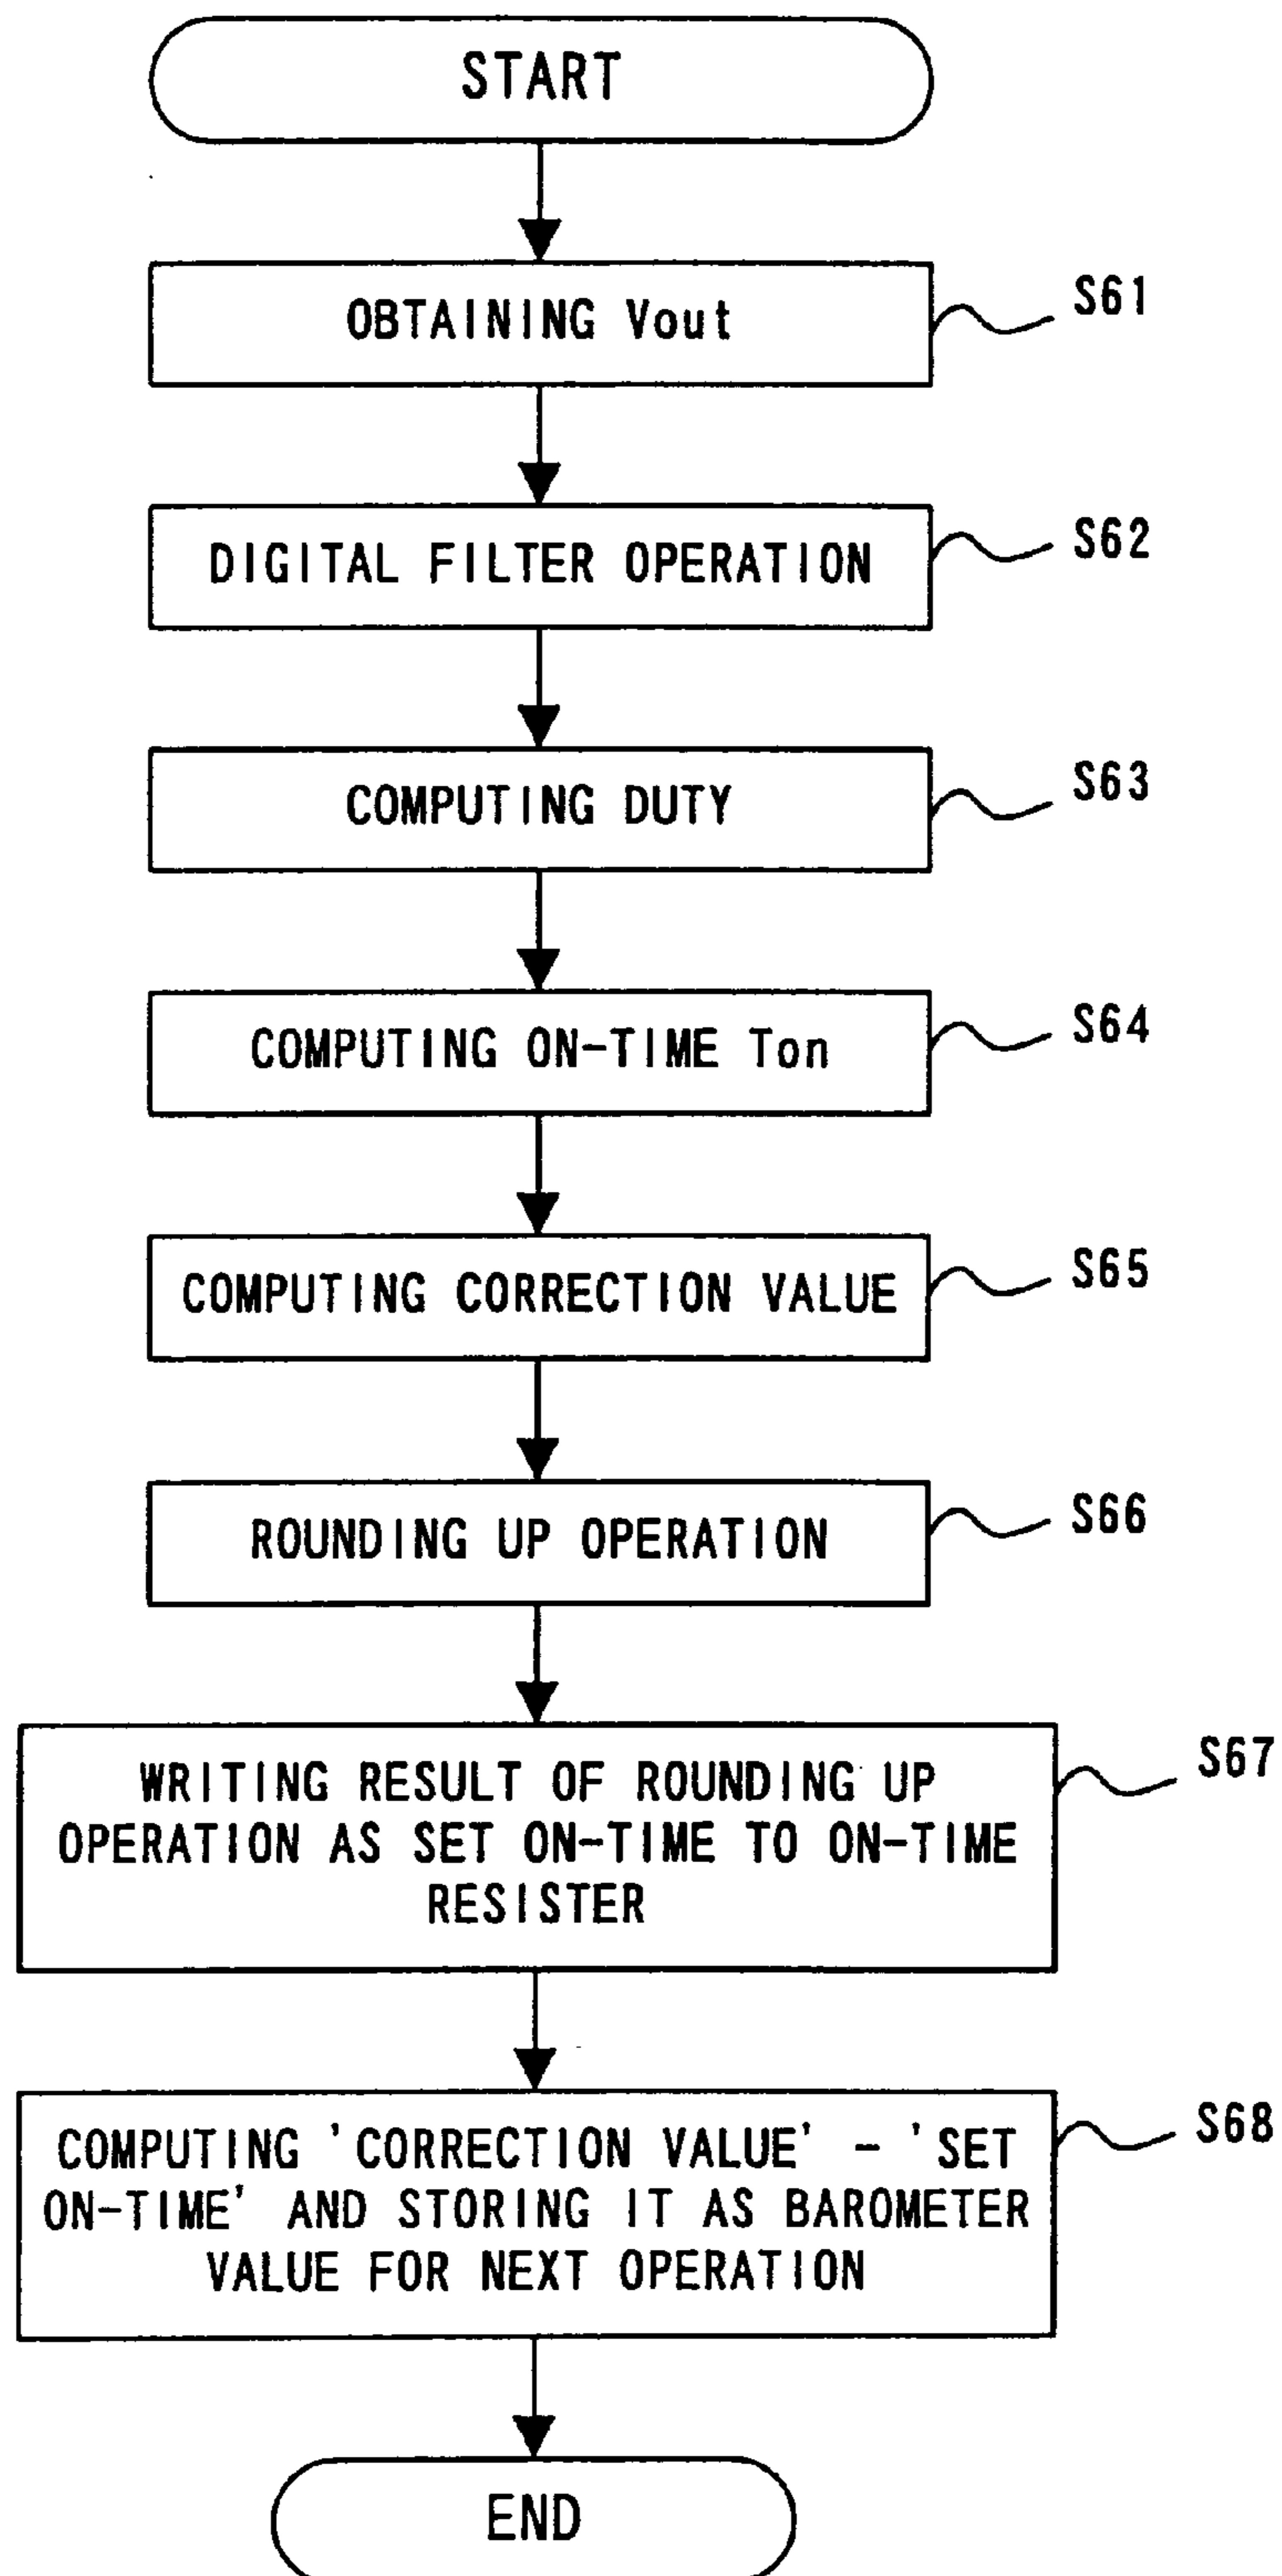 START
OBTAINING Vout
S61
DIGITAL FILTER OPERATION
S62
COMPUTING DUTY
S63
COMPUTING ON-TIME Ton
S64
COMPUTING CORRECTION VALUE
S65
ROUNDING UP OPERATION
S66
WRITING RESULT OF ROUNDING UP
OPERATION AS SET ON-TIME TO ON-TIME
RESISTER
S67
COMPUTING 'CORRECTION VALUE' - 'SET
ON-TIME' AND STORING IT AS BAROMETER
VALUE FOR NEXT OPERATION
S68
END